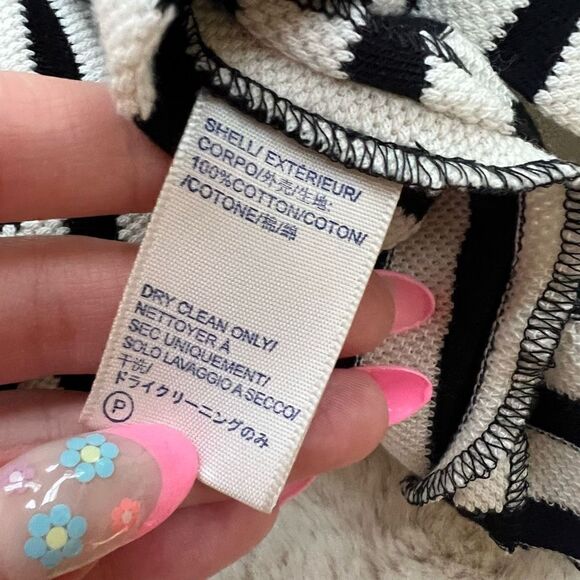 SHELL/ EXTÉRIEUR/
CORPO/外壳/生地:
100%COTTON/COTON/
/COTONE/棉/綿
DRY CLEAN ONLY/
NETTOYER À
SEC UNIQUEMENT/
SOLO LAVAGGIO A SECCO/
干洗/
ドライクリーニングのみ
P